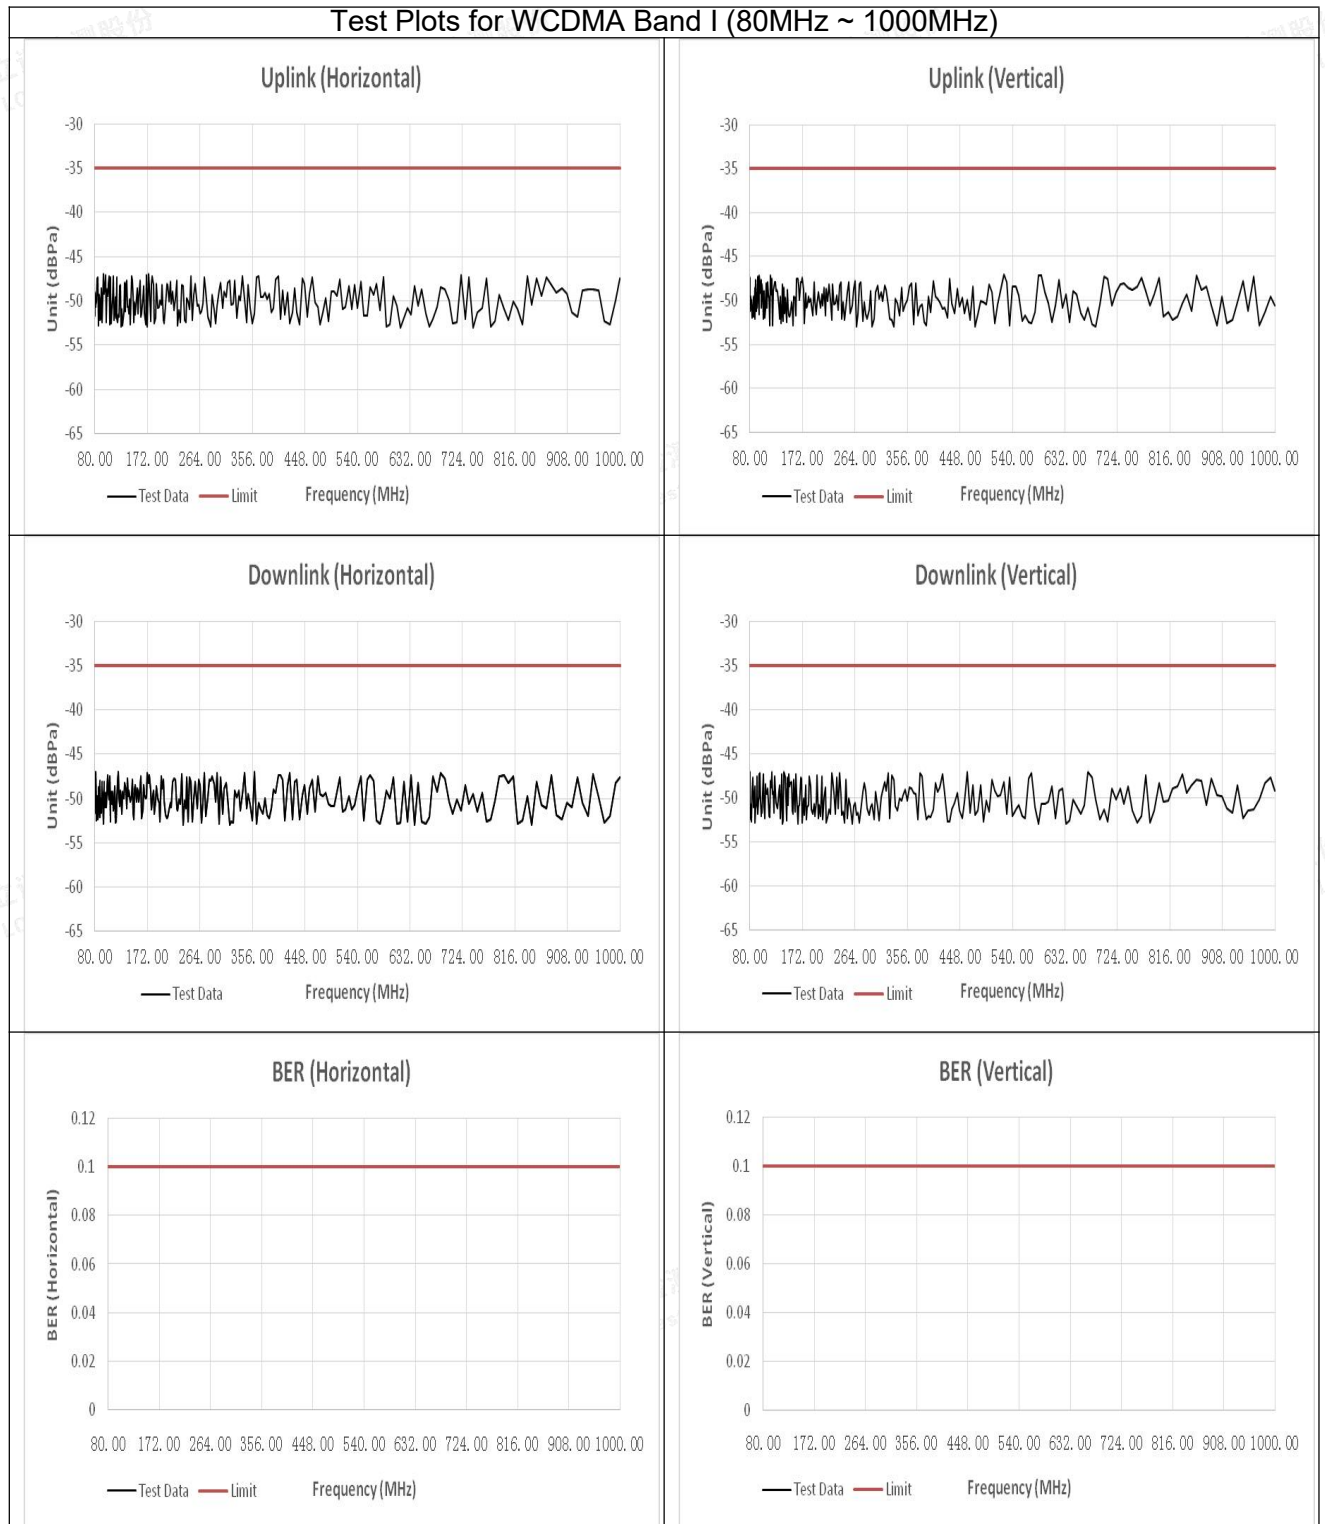 Test Plots for WCDMA Band I (80MHz ~ 1000MHz)
Uplink (Horizontal)
-30
-35
-40
-45
-50
-55
-60
-65
Unit (dBPa)
80.00 172.00 264.00 356.00 448.00 540.00 632.00 724.00 816.00 908.00 1000.00
Test Data Limit Frequency (MHz)
Uplink (Vertical)
-30
-35
-40
-45
-50
-55
-60
-65
Unit (dBPa)
80.00 172.00 264.00 356.00 448.00 540.00 632.00 724.00 816.00 908.00 1000.00
Test Data Limit Frequency (MHz)
Downlink (Horizontal)
-30
-35
-40
-45
-50
-55
-60
-65
Unit (dBPa)
80.00 172.00 264.00 356.00 448.00 540.00 632.00 724.00 816.00 908.00 1000.00
Test Data Frequency (MHz)
Downlink (Vertical)
-30
-35
-40
-45
-50
-55
-60
-65
Unit (dBPa)
80.00 172.00 264.00 356.00 448.00 540.00 632.00 724.00 816.00 908.00 1000.00
Test Data Limit Frequency (MHz)
BER (Horizontal)
0.12
0.1
0.08
0.06
0.04
0.02
0
BER (Horizontal)
80.00 172.00 264.00 356.00 448.00 540.00 632.00 724.00 816.00 908.00 1000.00
Test Data Limit Frequency (MHz)
BER (Vertical)
0.12
0.1
0.08
0.06
0.04
0.02
0
BER (Vertical)
80.00 172.00 264.00 356.00 448.00 540.00 632.00 724.00 816.00 908.00 1000.00
Test Data Limit Frequency (MHz)